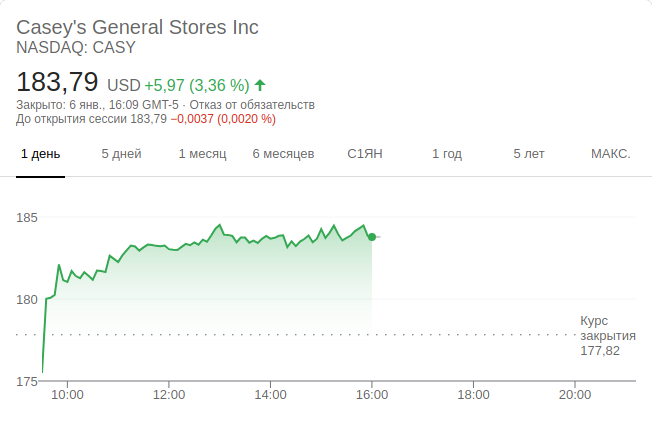 Casey's General Stores Inc
NASDAQ: CASY
183,79 USD +5,97 (3,36 %)
Закрыто: 6 янв., 16:09 GMT-5 · Отказ от обязательств
До открытия сессии 183,79 −0,0037 (0,0020 %)
1 день 5 дней 1 месяц 6 месяцев С1ЯН 1 год 5 лет МАКС.
185
180
Курс
закрытия
177,82
175
10:00 12:00 14:00 16:00 18:00 20:00